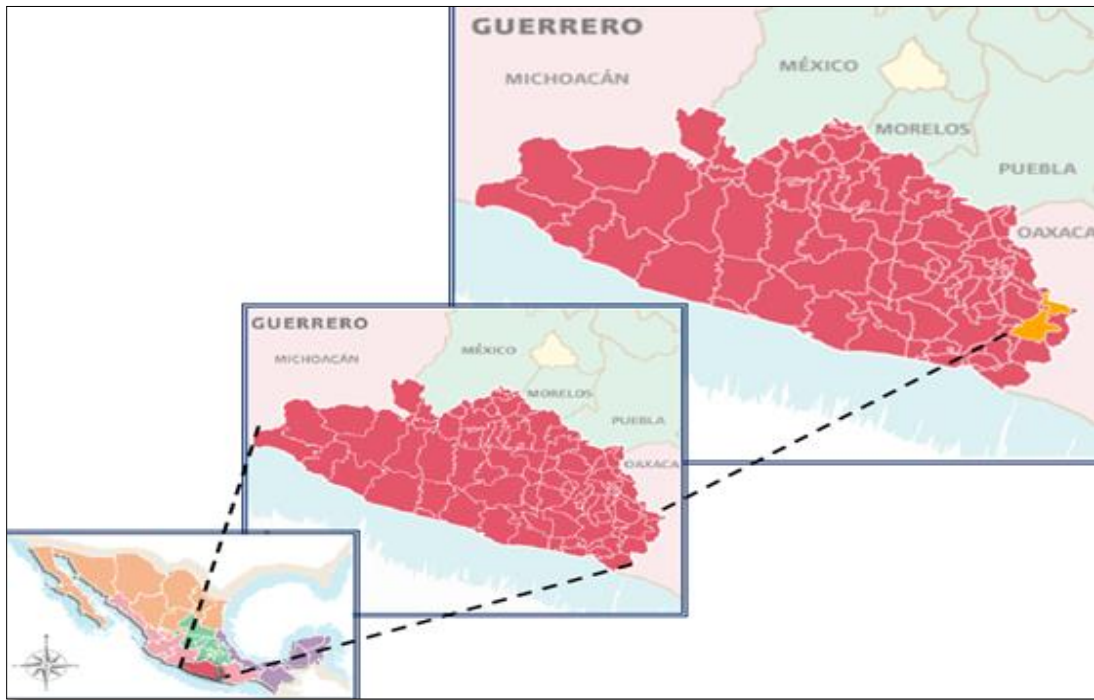 GUERRERO
MÉXICO
MICHOACÁN
MORELOS
PUEBLA
OAXACA
GUERRERO
MÉXICO
MICHOACÁN
MORELOS
PUEBLA
OAXACA